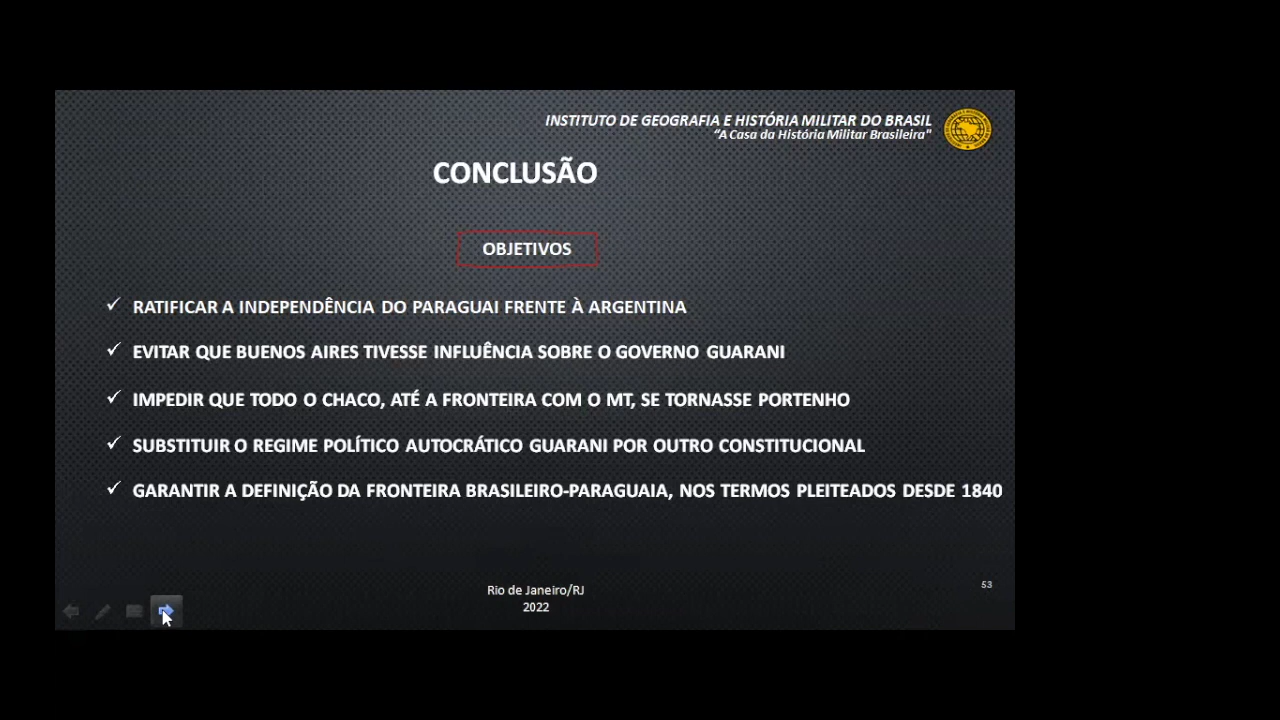 INSTITUTO DE GEOGRAFIA E HISTÓRIA MILITAR DO BRASIL
“A Casa da História Militar Brasileira"
CONCLUSÃO
OBJETIVOS
RATIFICAR A INDEPENDÊNCIA DO PARAGUAI FRENTE À ARGENTINA
EVITAR QUE BUENOS AIRES TIVESSE INFLUÊNCIA SOBRE O GOVERNO GUARANI
IMPEDIR QUE TODO O CHACO, ATÉ A FRONTEIRA COM O MT, SE TORNASSE PORTENHO
SUBSTITUIR O REGIME POLÍTICO AUTOCRÁTICO GUARANI POR OUTRO CONSTITUCIONAL
GARANTIR A DEFINIÇÃO DA FRONTEIRA BRASILEIRO-PARAGUAIA, NOS TERMOS PLEITEADOS DESDE 1840
53
Rio de Janeiro/RJ
2022